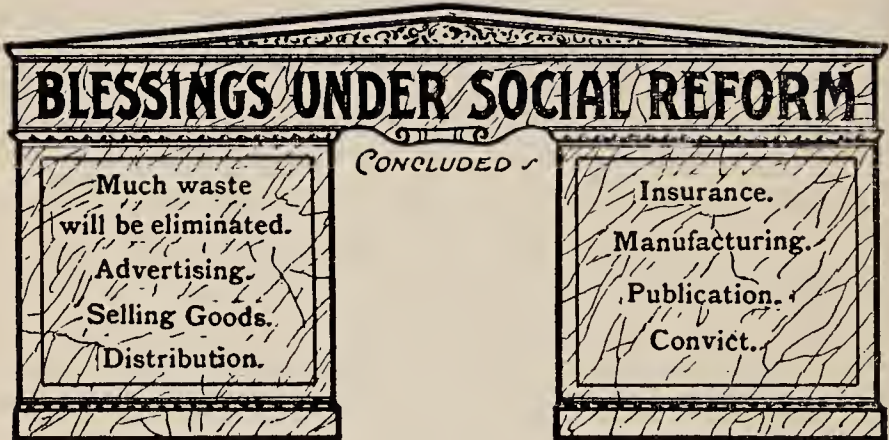 BLESSINGS UNDER SOCIAL REFORM
CONCLUDED
Much waste
will be eliminated.
Advertising.
Selling Goods.
Distribution.
Insurance.
Manufacturing.
Publication.
Convict.